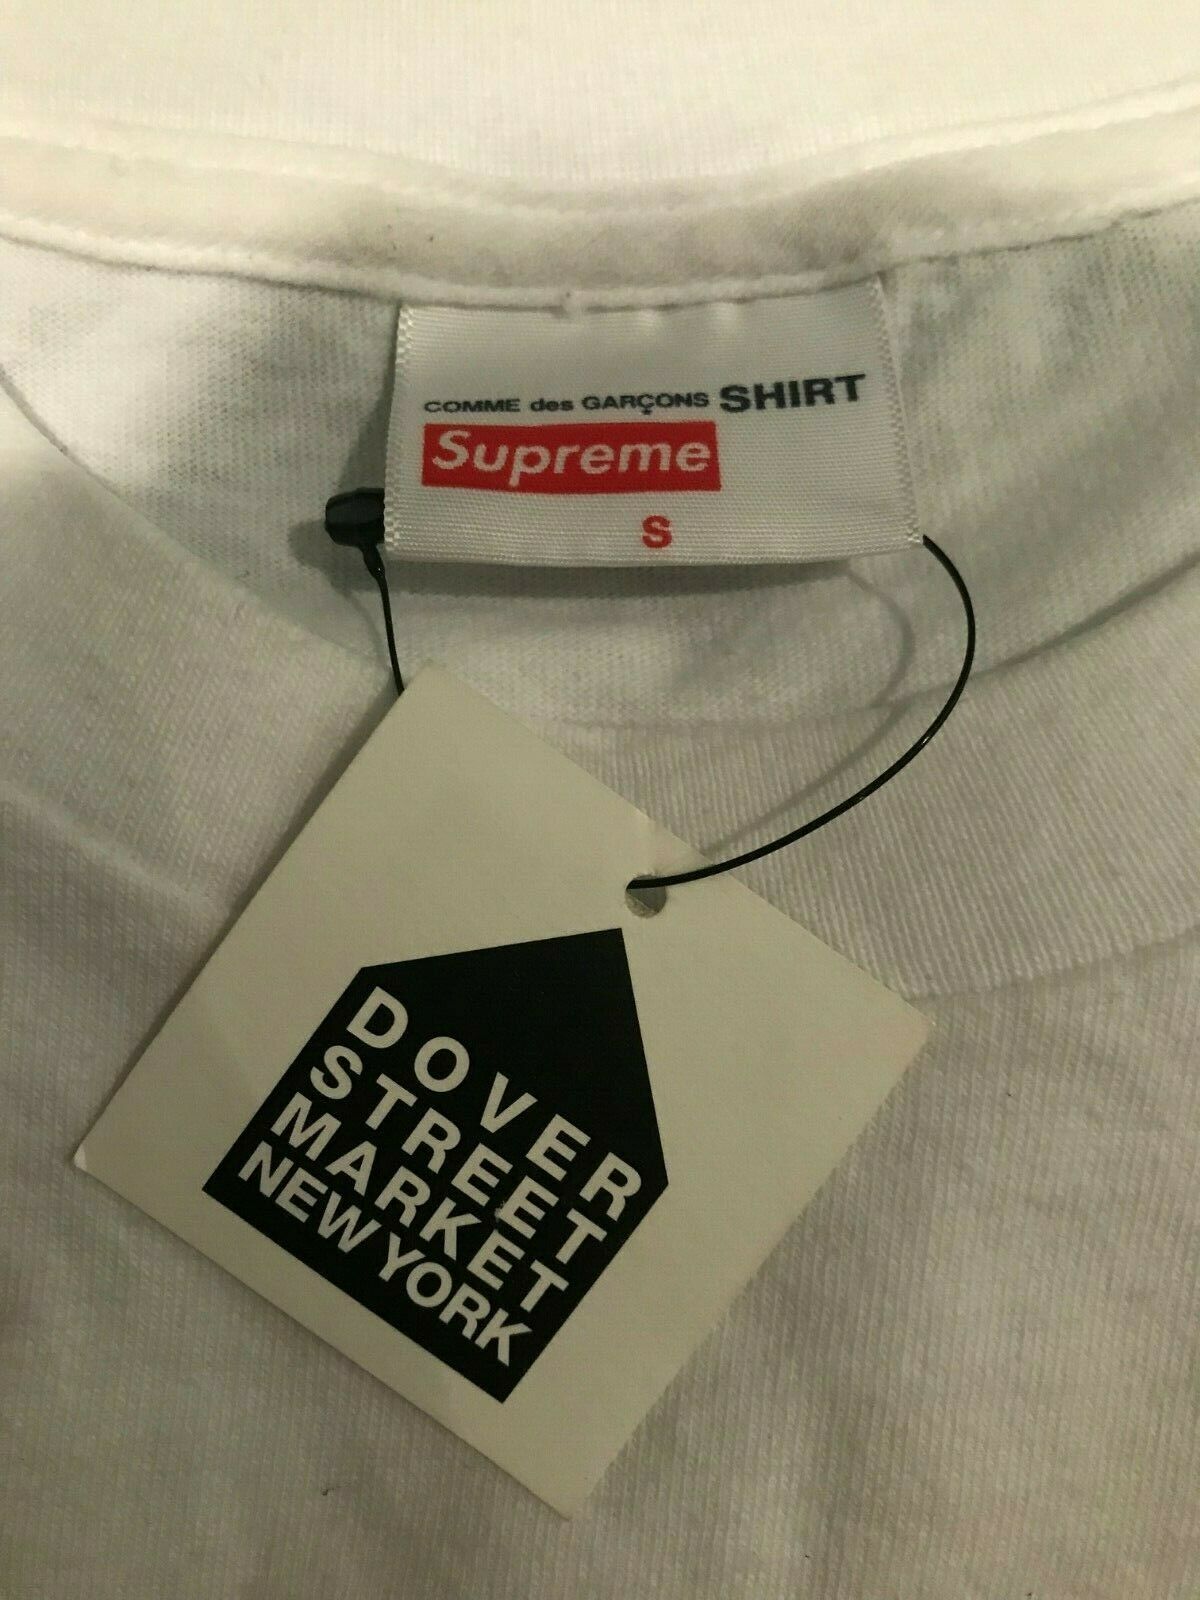 COMME des GARÇONS SHIRT
Supreme
S
DOVER
STREET
MARKET
NEW YORK